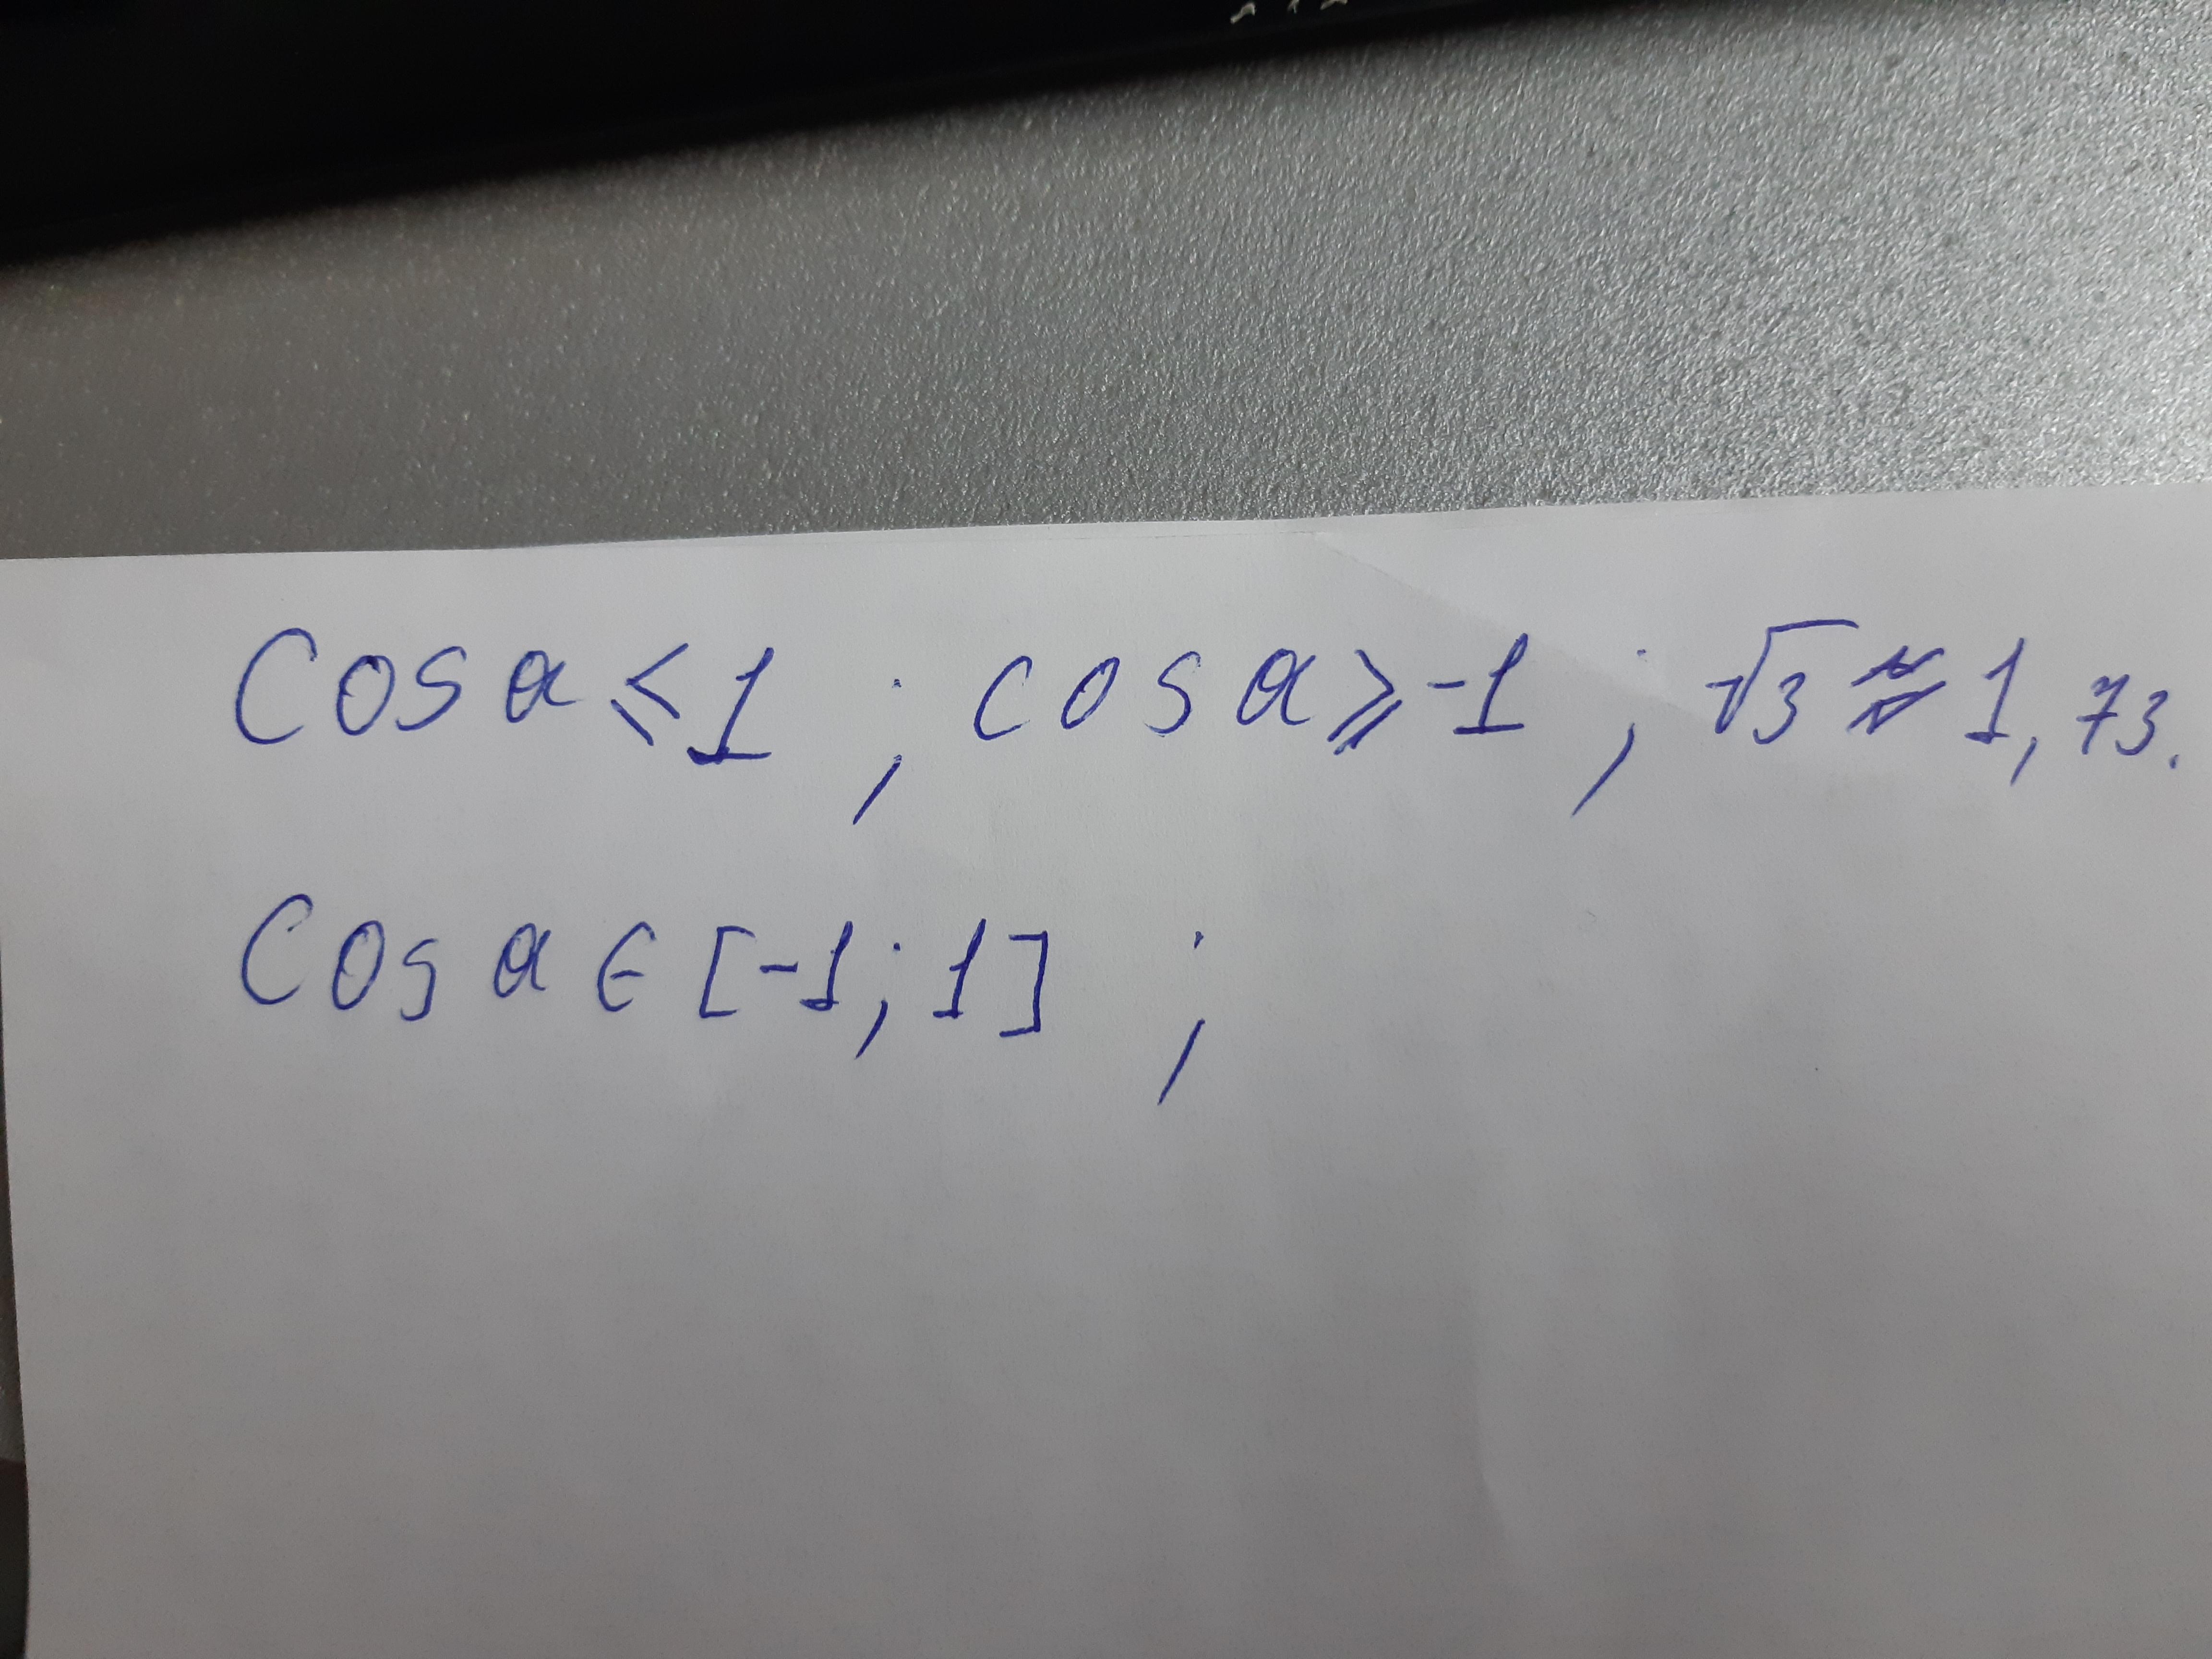 Cos α ⩽ 1 ; cos α ⩾ -1 ; √3 ≈ 1,73.
Cos α ∈ [-1; 1] ;